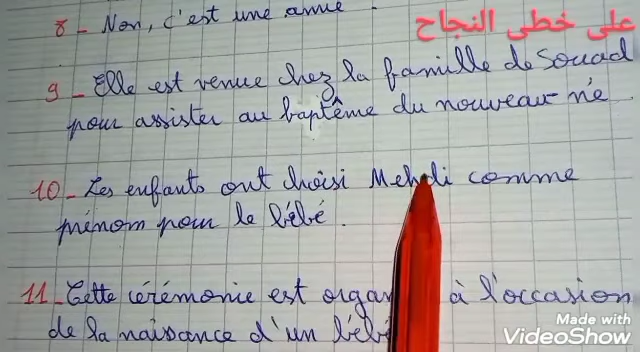 8 - Non, c'est une amie.
على خطى النجاح
9 - Elle est venue chez la famille de Souad
pour assister au baptême du nouveau né
10 - Les enfants ont choisi Mehdi comme
prénom pour le bébé.
11 - Cette cérémonie est à l'occasion
de la naissance d'un
Made with
VideoShow